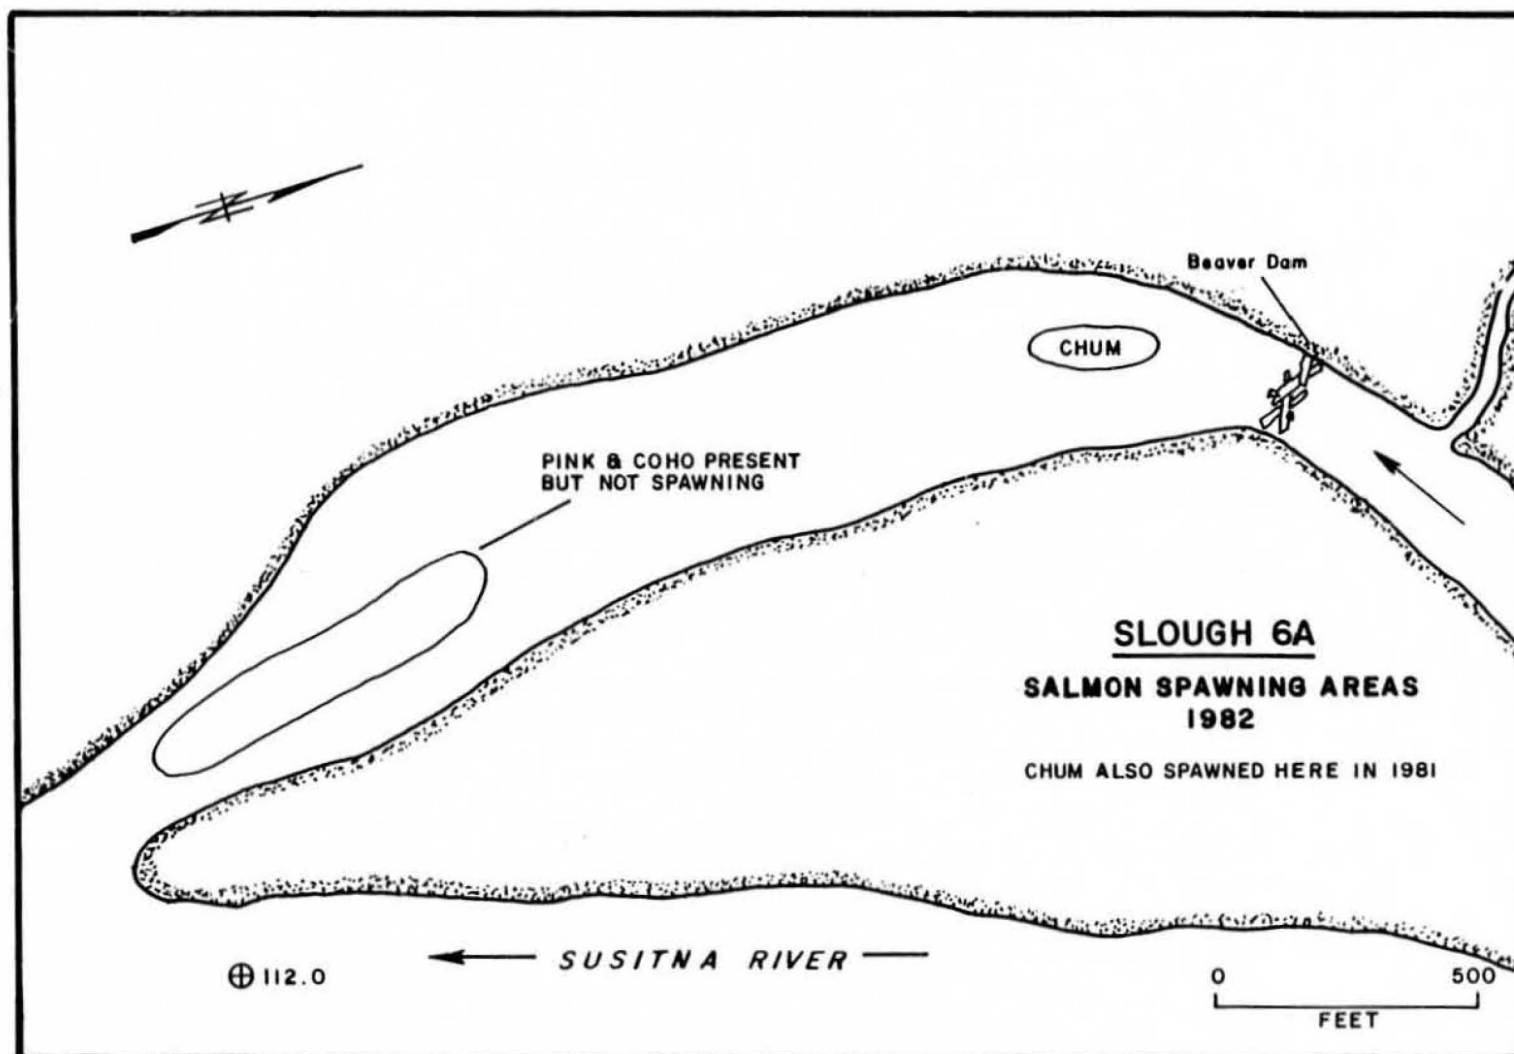 Beaver Dam
CHUM
PINK & COHO PRESENT
BUT NOT SPAWNING
SLOUGH 6A
SALMON SPAWNING AREAS
1982
CHUM ALSO SPAWNED HERE IN 1981
SUSITNA RIVER
112.0
0 500
FEET